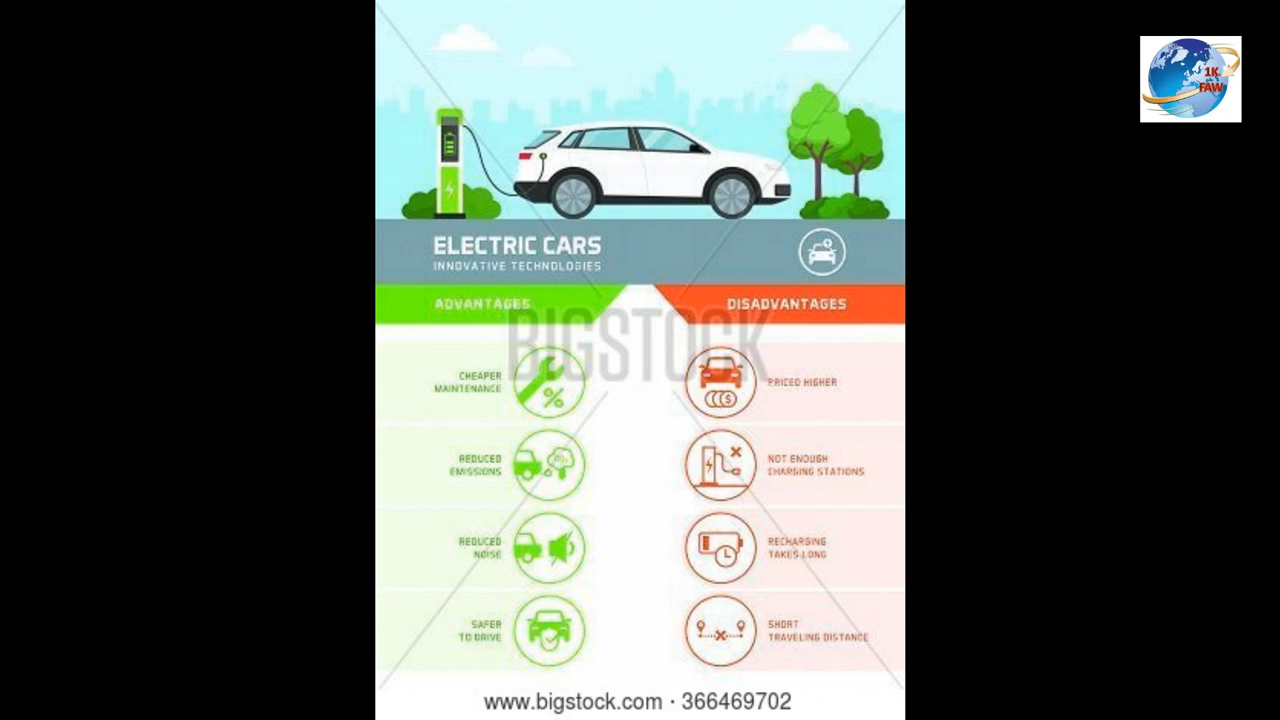 1K
FAW
ELECTRIC CARS
INNOVATIVE TECHNOLOGIES
ADVANTAGES
DISADVANTAGES
BIGSTOCK
CHEAPER
MAINTENANCE
PRICED HIGHER
REDUCED
EMISSIONS
NOT ENOUGH
CHARGING STATIONS
REDUCED
NOISE
RECHARGING
TAKES LONG
SAFER
TO DRIVE
SHORT
TRAVELING DISTANCE
www.bigstock.com · 366469702